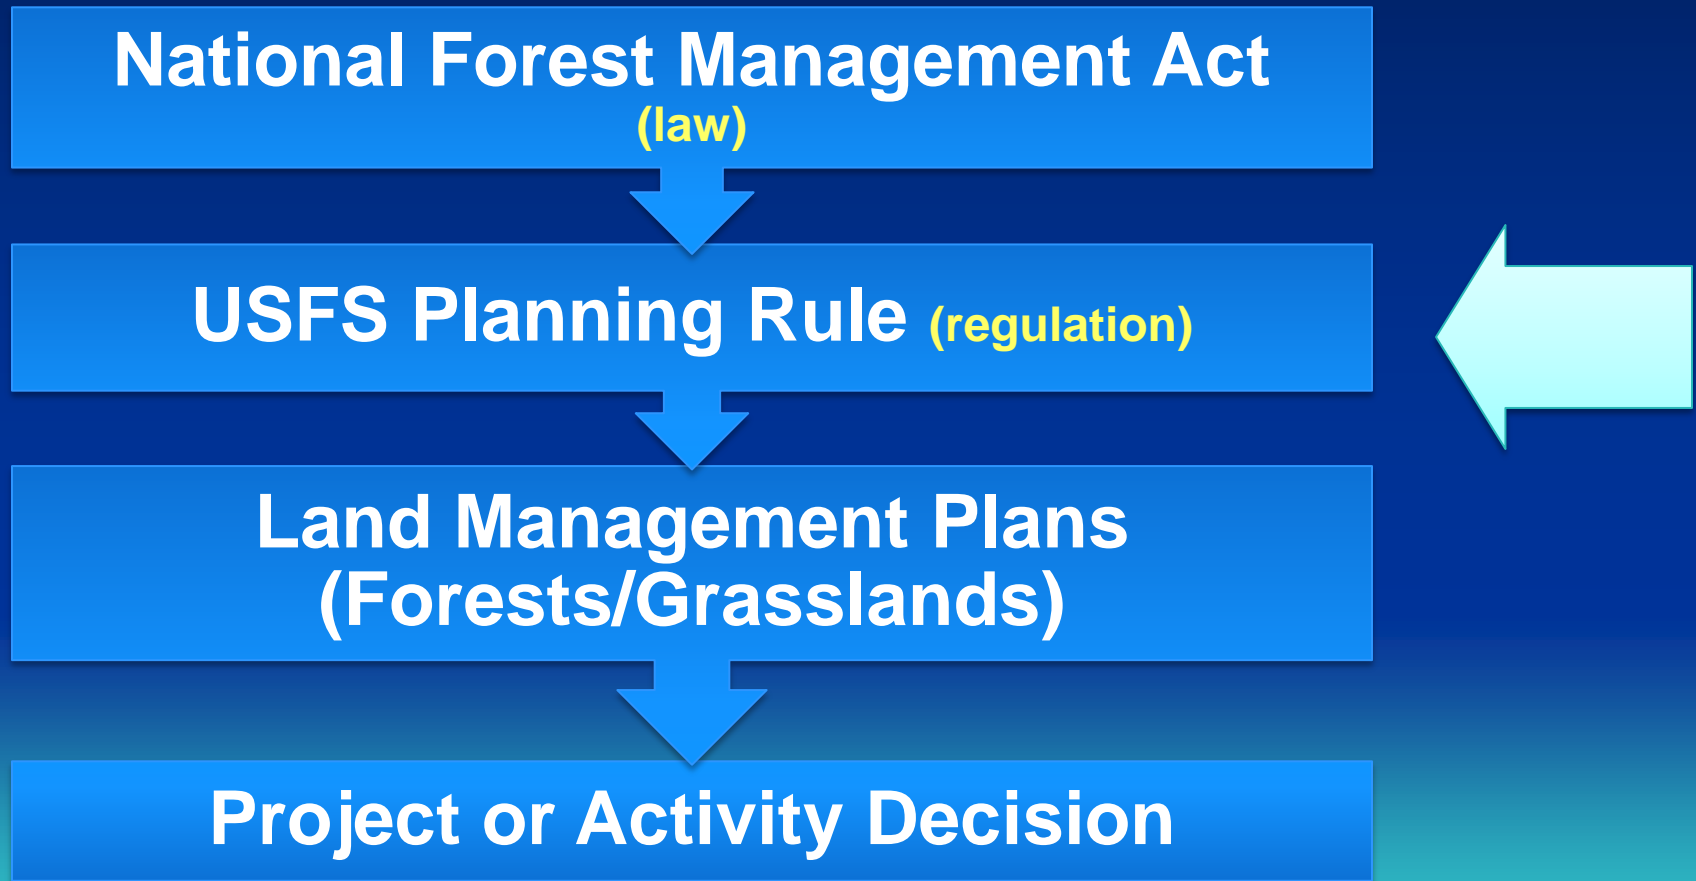 National Forest Management Act
(law)
USFS Planning Rule (regulation)
Land Management Plans
(Forests/Grasslands)
Project or Activity Decision